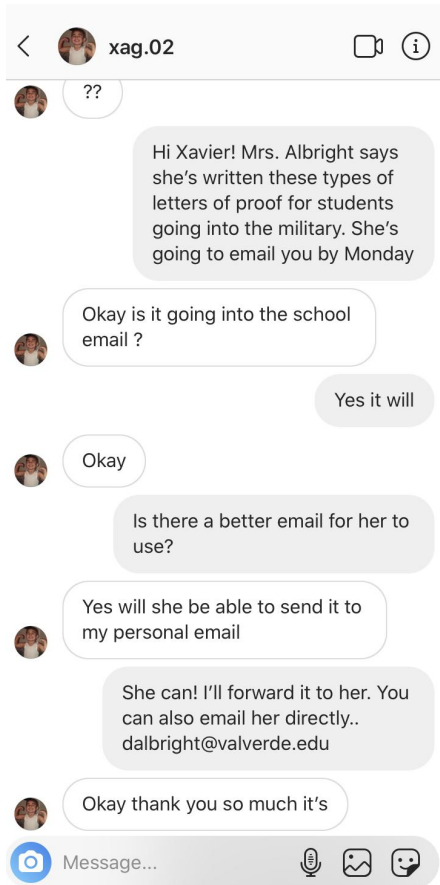 xag.02
??
Hi Xavier! Mrs. Albright says
she's written these types of
letters of proof for students
going into the military. She's
going to email you by Monday
Okay is it going into the school
email ?
Yes it will
Okay
Is there a better email for her to
use?
Yes will she be able to send it to
my personal email
She can! I'll forward it to her. You
can also email her directly..
dalbright@valverde.edu
Okay thank you so much it's
Message...